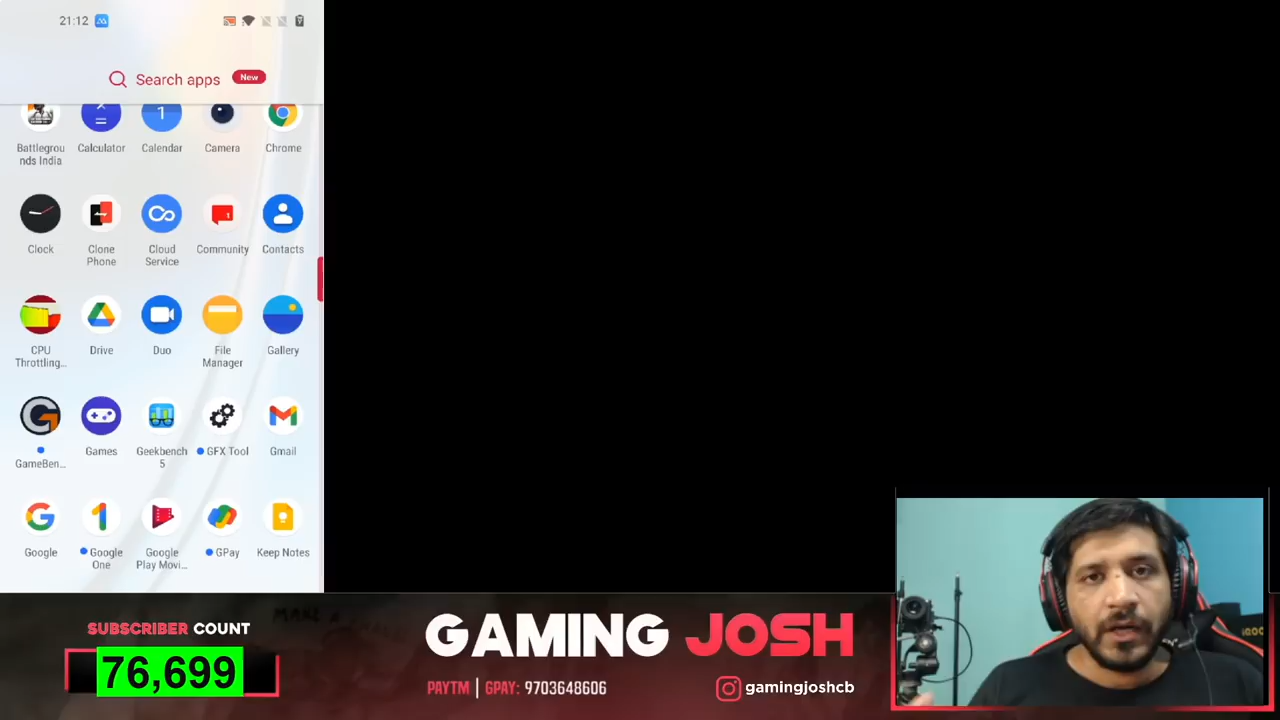 21:12
Search apps
New
Battlegrou
nds India
Calculator
Calendar
Camera
Chrome
Clock
Clone
Phone
Cloud
Service
Community
Contacts
CPU
Throttling...
Drive
Duo
File
Manager
Gallery
GameBen...
Games
Geekbench
5
GFX Tool
Gmail
Google
Google
One
Google
Play Movi...
GPay
Keep Notes
SUBSCRIBER COUNT
76,699
GAMING JOSH
PAYTM | GPAY: 9703648606
gamingjoshcb